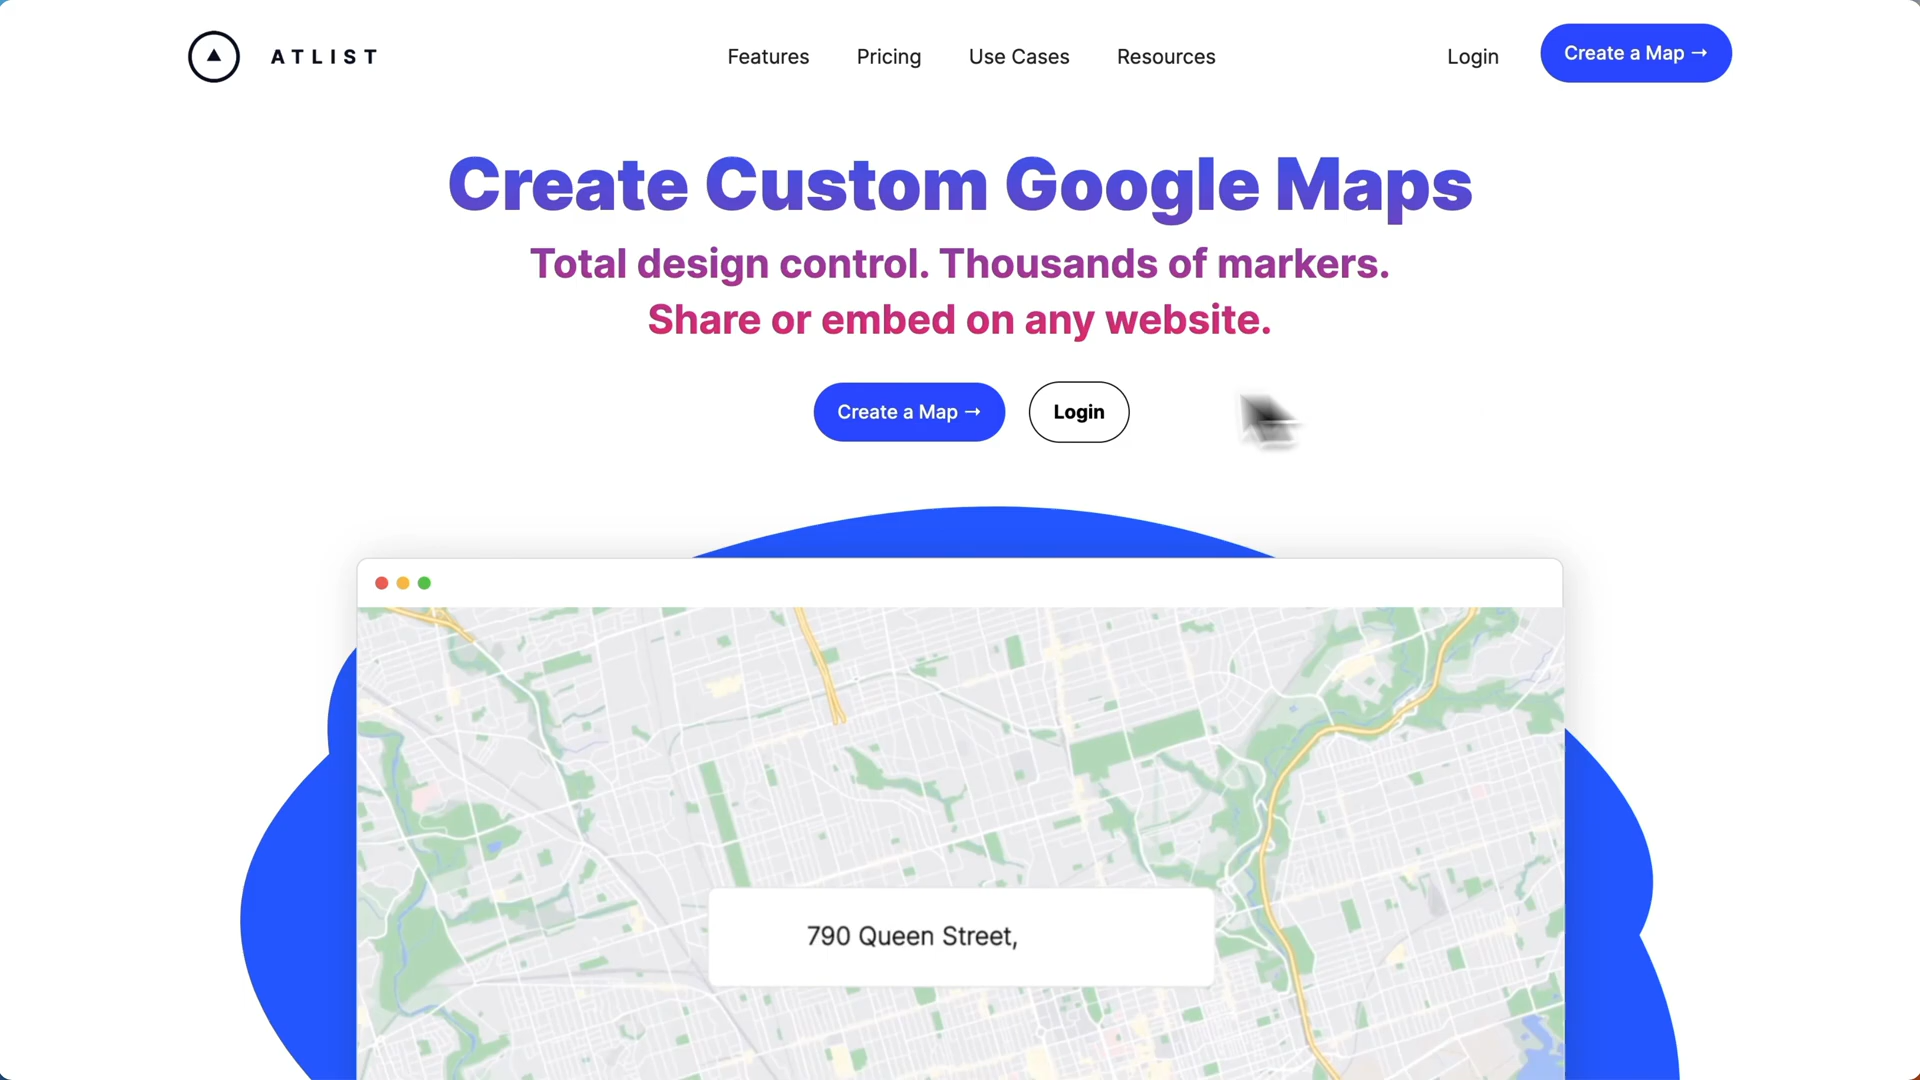 ATLIST
Features
Pricing
Use Cases
Resources
Login
Create a Map →
Create Custom Google Maps
Total design control. Thousands of markers.
Share or embed on any website.
Create a Map →
Login
790 Queen Street,